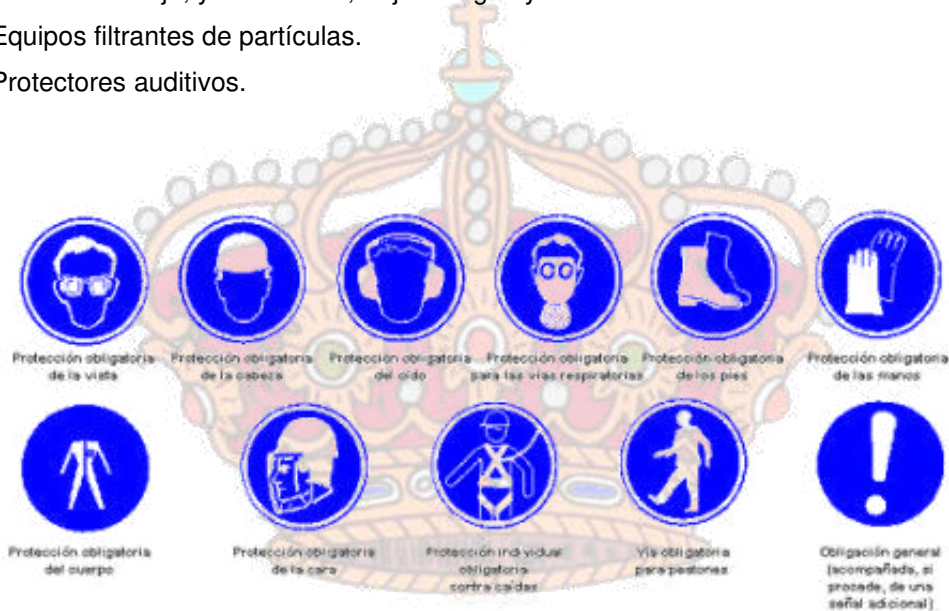 Equipos filtrantes de partículas.
Protectores auditivos.
Protección obligatoria de la vista
Protección obligatoria de la cabeza
Protección obligatoria del oído
Protección obligatoria para las vías respiratorias
Protección obligatoria de los pies
Protección obligatoria de las manos
Protección obligatoria del cuerpo
Protección obligatoria de la cara
Protección individual obligatoria contra caídas
Vía obligatoria para peatones
Obligación general (acompañada, si procede, de una señal adicional)